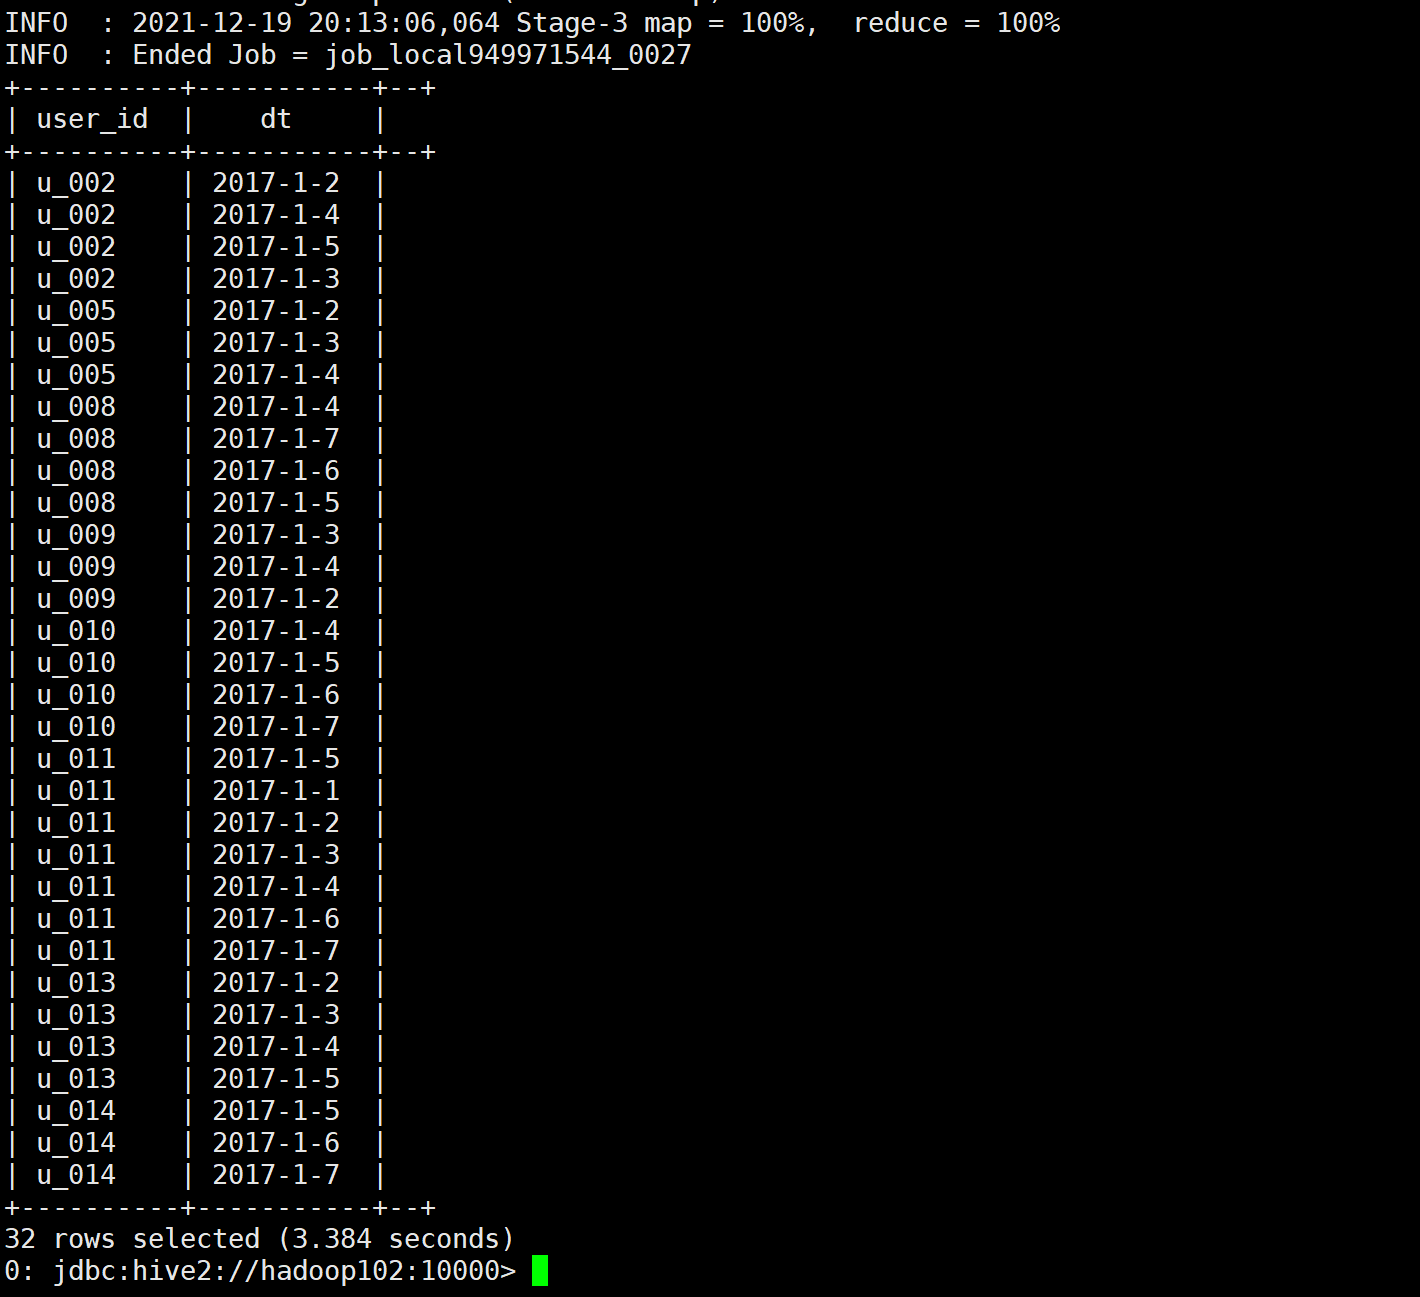 INFO  : 2021-12-19 20:13:06,064 Stage-3 map = 100%,  reduce = 100%
INFO  : Ended Job = job_local949971544_0027
+----------+-----------+--+
| user_id  |    dt     |
+----------+-----------+--+
| u_002    | 2017-1-2  |
| u_002    | 2017-1-4  |
| u_002    | 2017-1-5  |
| u_002    | 2017-1-3  |
| u_005    | 2017-1-2  |
| u_005    | 2017-1-3  |
| u_005    | 2017-1-4  |
| u_008    | 2017-1-4  |
| u_008    | 2017-1-7  |
| u_008    | 2017-1-6  |
| u_008    | 2017-1-5  |
| u_009    | 2017-1-3  |
| u_009    | 2017-1-4  |
| u_009    | 2017-1-2  |
| u_010    | 2017-1-4  |
| u_010    | 2017-1-5  |
| u_010    | 2017-1-6  |
| u_010    | 2017-1-7  |
| u_011    | 2017-1-5  |
| u_011    | 2017-1-1  |
| u_011    | 2017-1-2  |
| u_011    | 2017-1-3  |
| u_011    | 2017-1-4  |
| u_011    | 2017-1-6  |
| u_011    | 2017-1-7  |
| u_013    | 2017-1-2  |
| u_013    | 2017-1-3  |
| u_013    | 2017-1-4  |
| u_013    | 2017-1-5  |
| u_014    | 2017-1-5  |
| u_014    | 2017-1-6  |
| u_014    | 2017-1-7  |
+----------+-----------+--+
32 rows selected (3.384 seconds)
0: jdbc:hive2://hadoop102:10000>